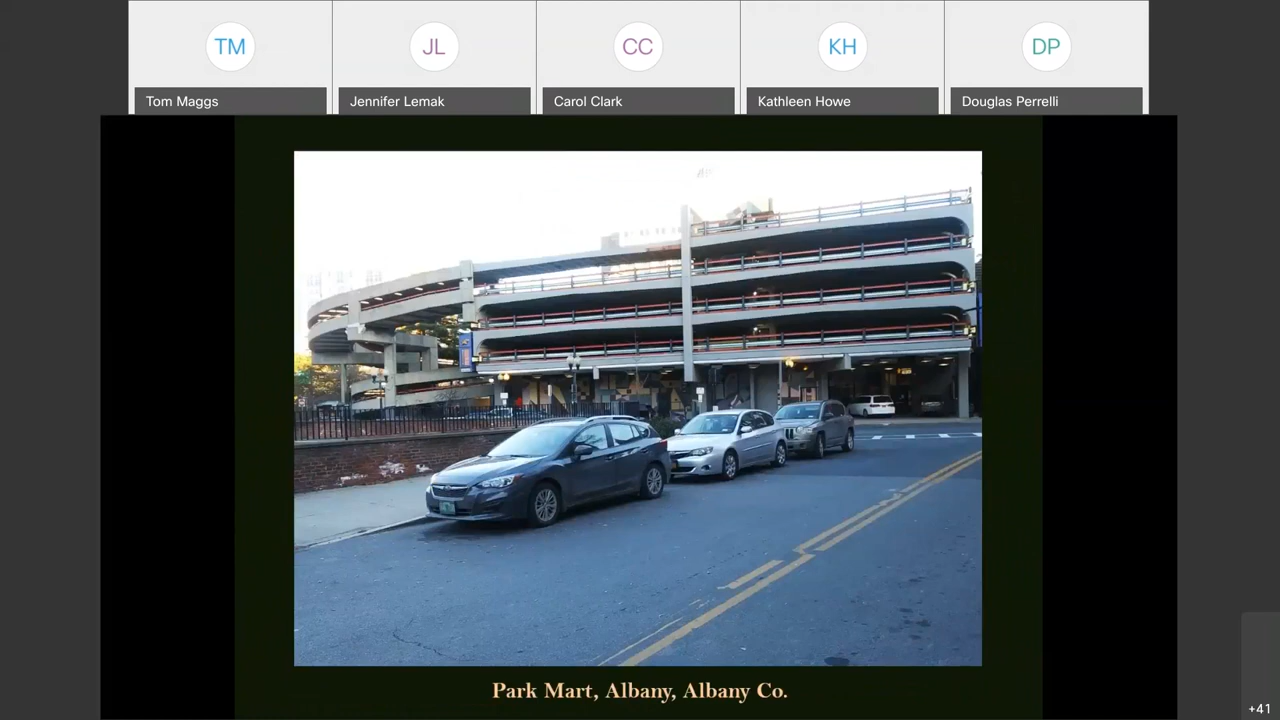 TM
JL
CC
KH
DP
Tom Maggs
Jennifer Lemak
Carol Clark
Kathleen Howe
Douglas Perrelli
Park Mart, Albany, Albany Co.
+41